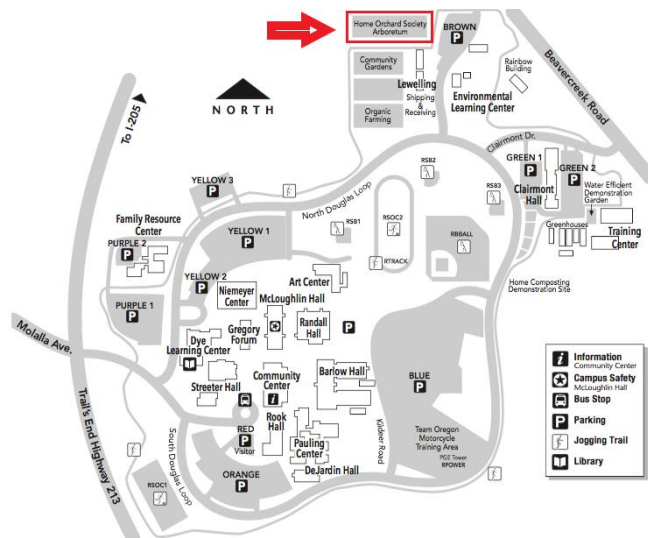 Home Orchard Society
Arboretum
BROWN
P
Community
Gardens
Lewelling
Shipping
&
Receiving
Organic
Farming
Environmental
Learning Center
Rainbow
Building
Beavercreek Road
NORTH
To I-205
Clairmont Dr.
GREEN 1
P
GREEN 2
P
Clairmont
Hall
Water Efficient
Demonstration
Garden
Greenhouses
Training
Center
Home Composting
Demonstration Site
YELLOW 3
P
North Douglas Loop
RSB2
RSB3
RSB1
RSOC2
RTRACK
RBBALL
Family Resource
Center
PURPLE 2
P
YELLOW 1
P
YELLOW 2
P
PURPLE 1
P
Niemeyer
Center
Art Center
McLoughlin Hall
Gregory
Forum
Randall
Hall
P
Molalla Ave.
Dye
Learning Center
Streeter Hall
Community
Center
i
Barlow Hall
BLUE
P
RED
P
Visitor
Rook
Hall
Pauling
Center
DeJardin Hall
ORANGE
P
Kildeer Road
Team Oregon
Motorcycle
Training Area
PGE Tower
RPOWER
Trail's End Highway 213
South Douglas Loop
RSOC1
i Information
Community Center
Campus Safety
McLoughlin Hall
Bus Stop
P Parking
Jogging Trail
Library